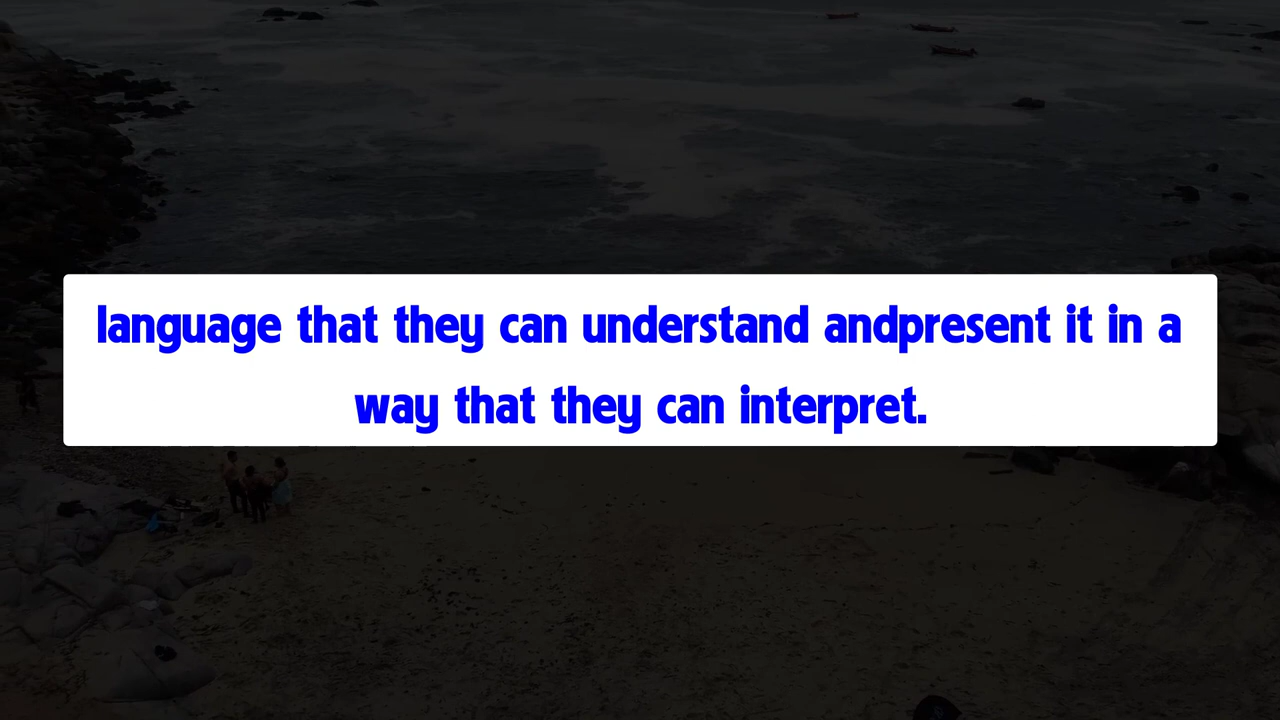 language that they can understand andpresent it in a
way that they can interpret.